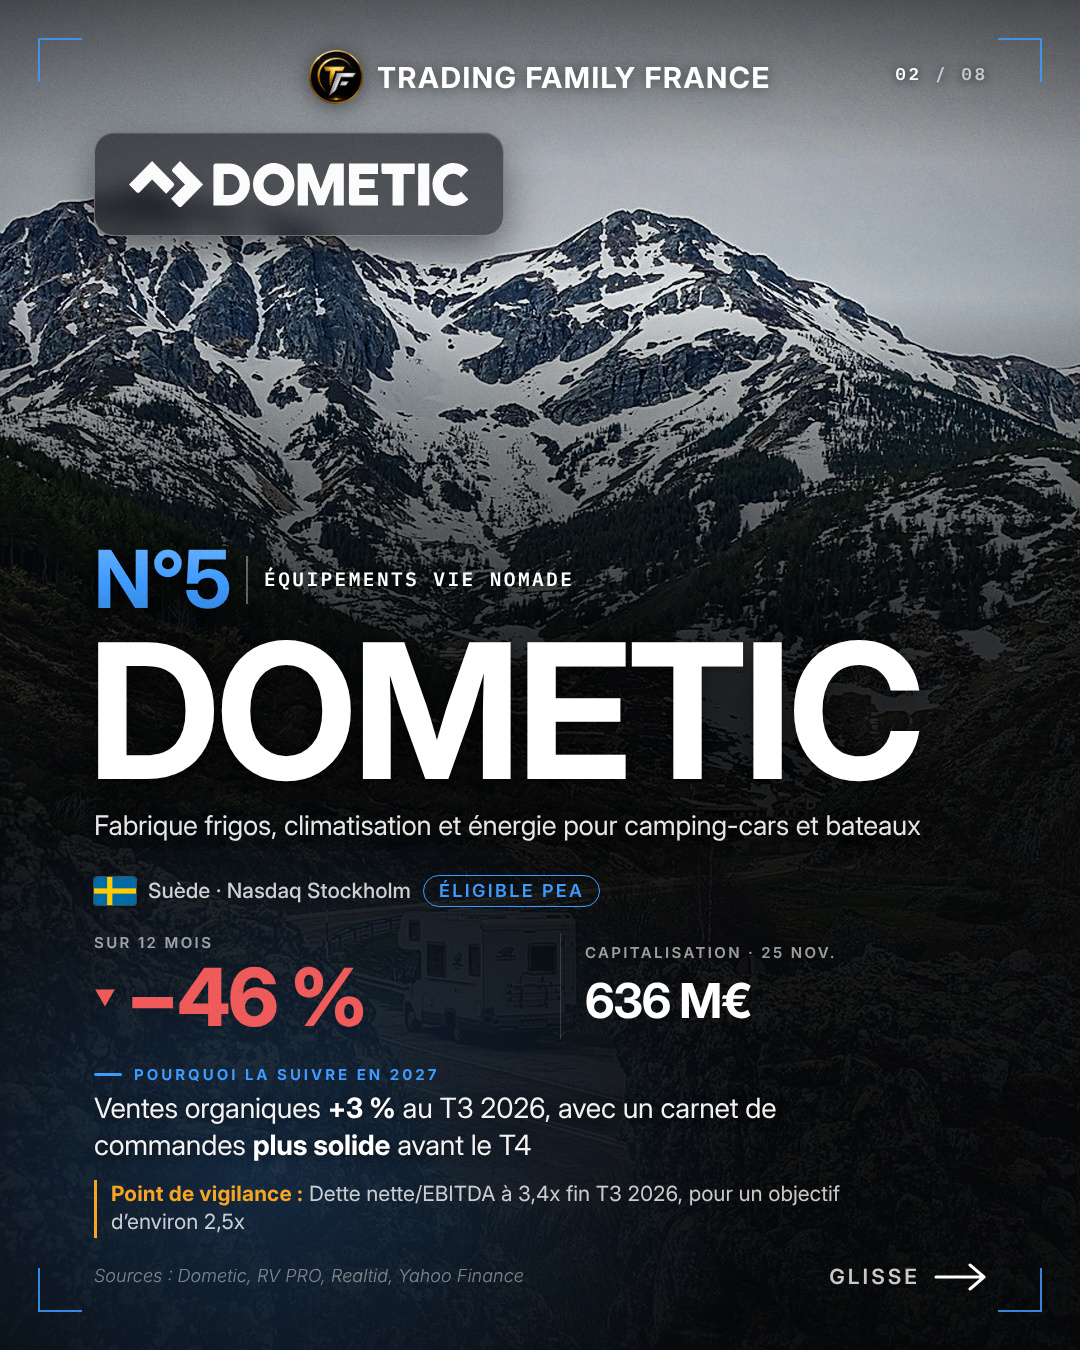 TF
TRADING FAMILY FRANCE
02 / 08
DOMETIC
N°5
ÉQUIPEMENTS VIE NOMADE
DOMETIC
Fabrique frigos, climatisation et énergie pour camping-cars et bateaux
Suède · Nasdaq Stockholm
ÉLIGIBLE PEA
SUR 12 MOIS
▼ –46 %
CAPITALISATION · 25 NOV.
636 M€
POURQUOI LA SUIVRE EN 2027
Ventes organiques +3 % au T3 2026, avec un carnet de
commandes plus solide avant le T4
Point de vigilance : Dette nette/EBITDA à 3,4x fin T3 2026, pour un objectif
d’environ 2,5x
Sources : Dometic, RV PRO, Realtid, Yahoo Finance
GLISSE →